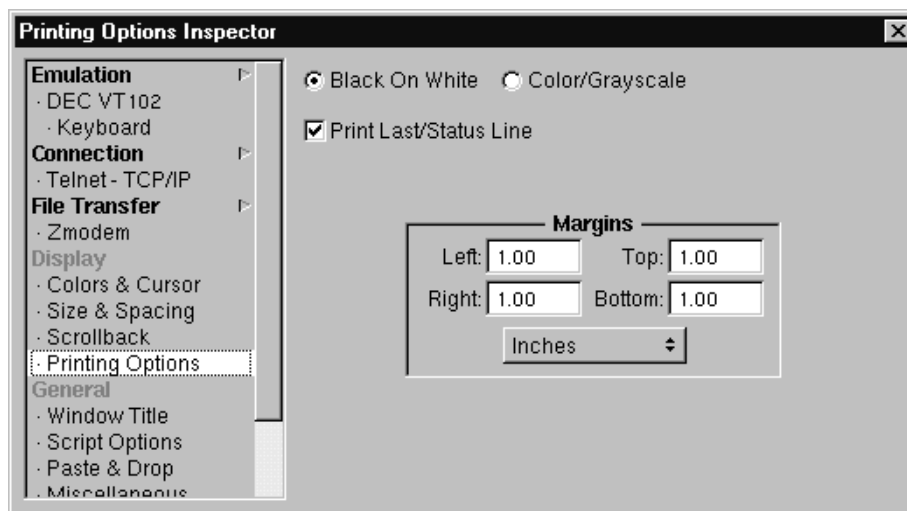 Printing Options Inspector
Emulation
· DEC VT102
· Keyboard
Connection
· Telnet - TCP/IP
File Transfer
· Zmodem
Display
· Colors & Cursor
· Size & Spacing
· Scrollback
· Printing Options
General
· Window Title
· Script Options
· Paste & Drop
· Miscellaneous
Black On White Color/Grayscale
Print Last/Status Line
Margins
Left: 1.00 Top: 1.00
Right: 1.00 Bottom: 1.00
Inches